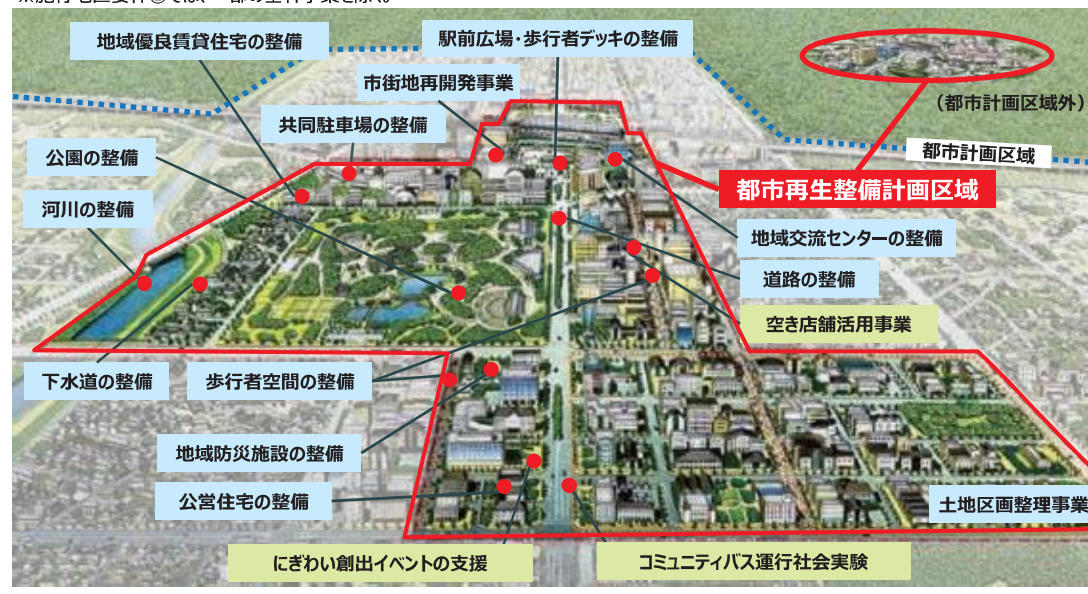 地域優良賃貸住宅の整備
駅前広場・歩行者デッキの整備
市街地再開発事業
共同駐車場の整備
(都市計画区域外)
公園の整備
都市計画区域
都市再生整備計画区域
河川の整備
地域交流センターの整備
道路の整備
空き店舗活用事業
下水道の整備
歩行者空間の整備
地域防災施設の整備
公営住宅の整備
土地区画整理事業
にぎわい創出イベントの支援
コミュニティバス運行社会実験